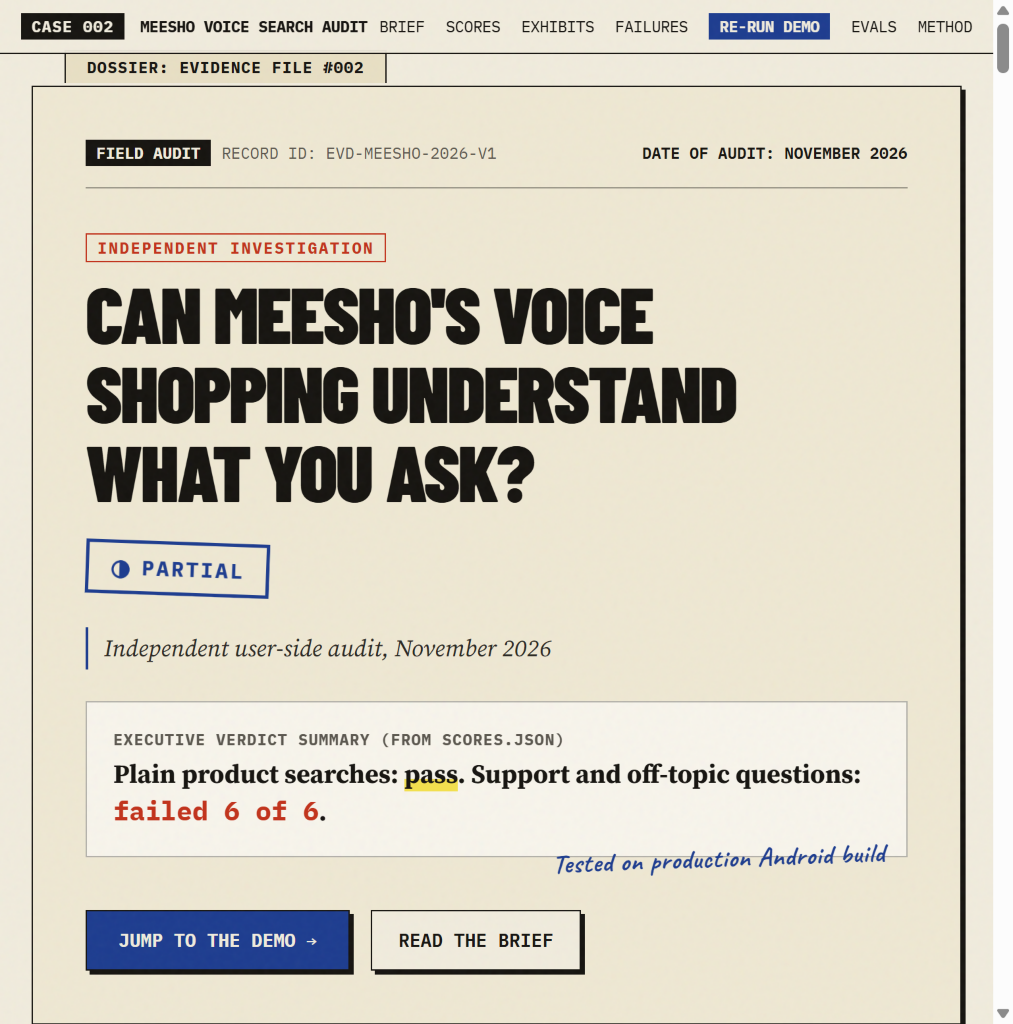 CASE 002 MEESHO VOICE SEARCH AUDIT BRIEF SCORES EXHIBITS FAILURES RE-RUN DEMO EVALS METHOD
DOSSIER: EVIDENCE FILE #002
FIELD AUDIT RECORD ID: EVD-MEESHO-2026-V1 DATE OF AUDIT: NOVEMBER 2026
INDEPENDENT INVESTIGATION
CAN MEESHO'S VOICE
SHOPPING UNDERSTAND
WHAT YOU ASK?
◑ PARTIAL
Independent user-side audit, November 2026
EXECUTIVE VERDICT SUMMARY (FROM SCORES.JSON)
Plain product searches: pass. Support and off-topic questions:
failed 6 of 6.
Tested on production Android build
JUMP TO THE DEMO → READ THE BRIEF